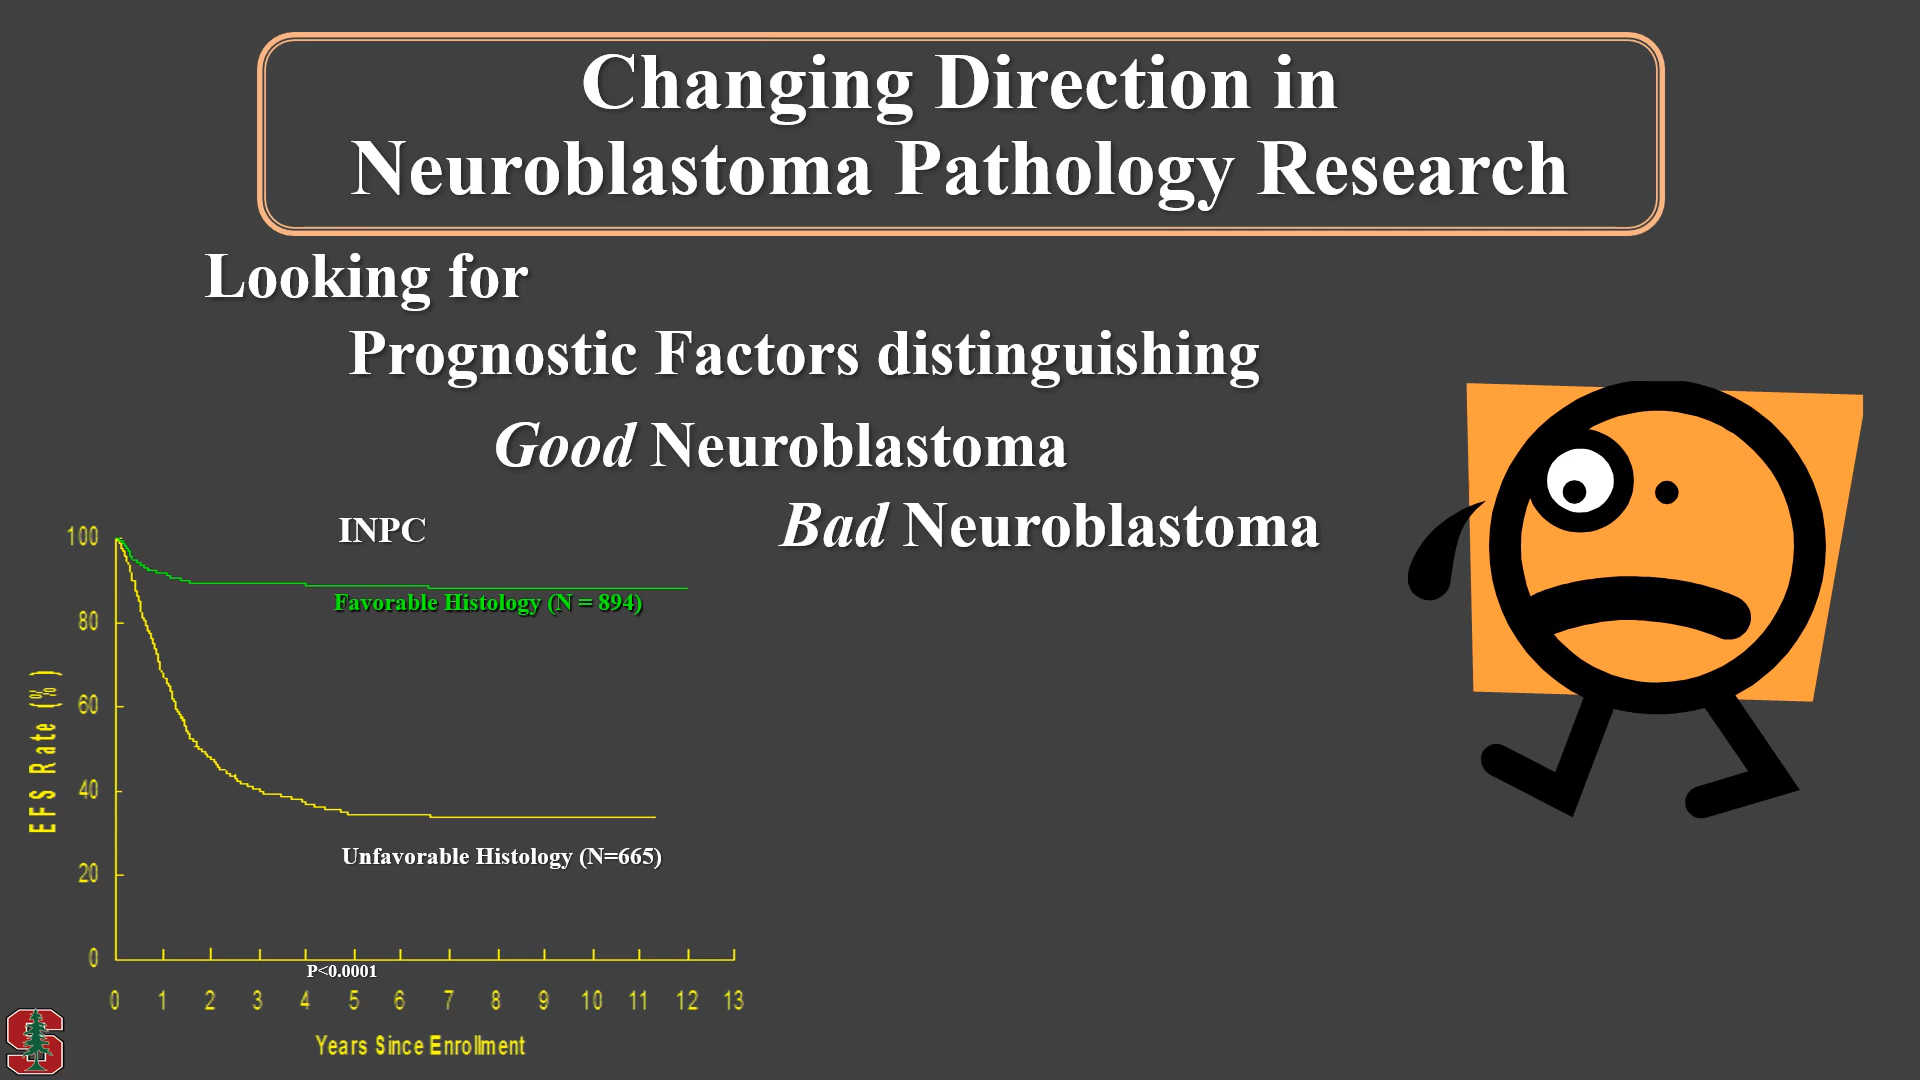 Changing Direction in
Neuroblastoma Pathology Research
Looking for
Prognostic Factors distinguishing
Good Neuroblastoma
Bad Neuroblastoma
INPC
100
80
60
40
20
0
EFS Rate (%)
Favorable Histology (N = 894)
Unfavorable Histology (N=665)
P<0.0001
0 1 2 3 4 5 6 7 8 9 10 11 12 13
Years Since Enrollment
S